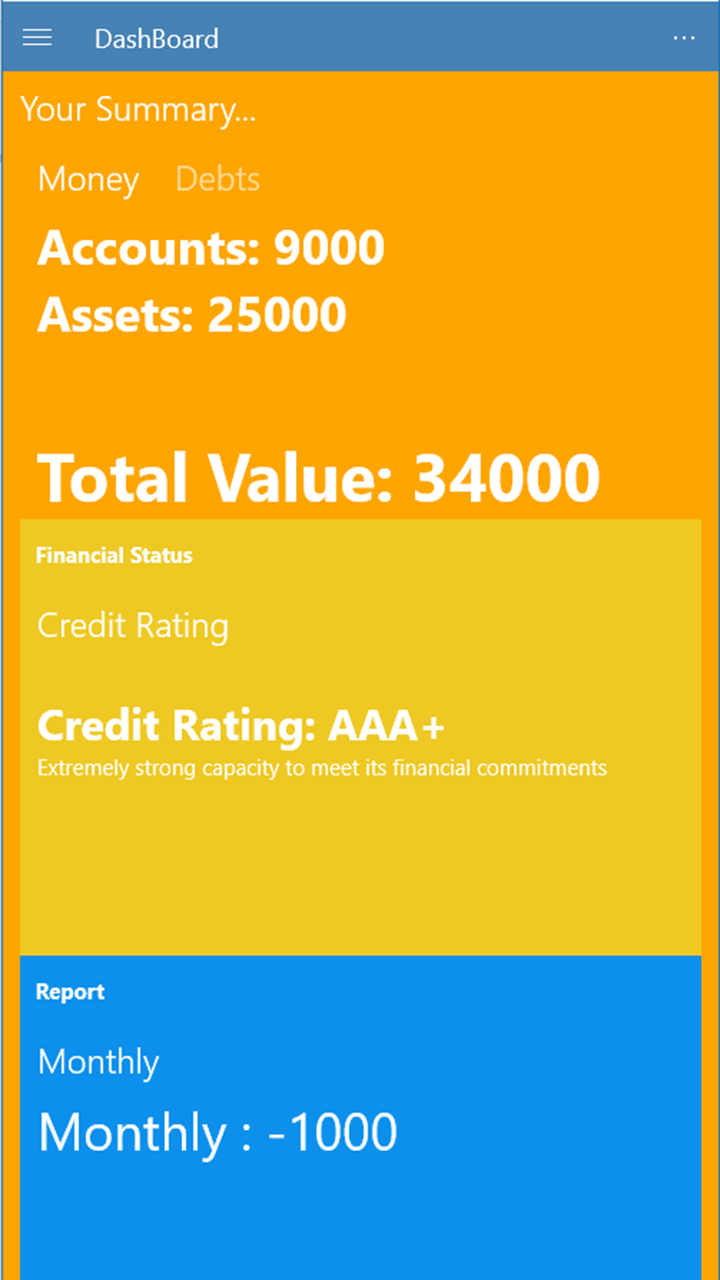 DashBoard
Your Summary...
Money Debts
Accounts: 9000
Assets: 25000
Total Value: 34000
Financial Status
Credit Rating
Credit Rating: AAA+
Extremely strong capacity to meet its financial commitments
Report
Monthly
Monthly : -1000